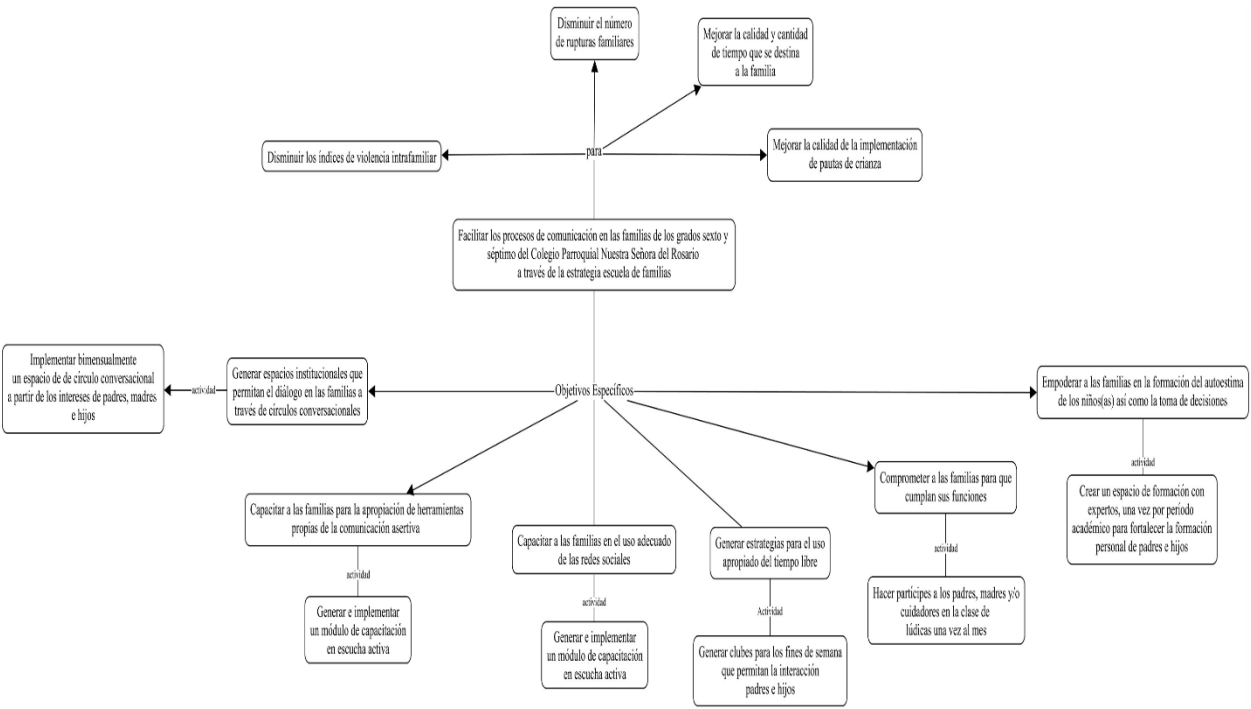 Disminuir el número
de rupturas familiares
Mejorar la calidad y cantidad
de tiempo que se destina
a la familia
Disminuir los índices de violencia intrafamiliar
para
Mejorar la calidad de la implementación
de pautas de crianza
Facilitar los procesos de comunicación en las familias de los grados sexto y
séptimo del Colegio Parroquial Nuestra Señora del Rosario
a través de la estrategia escuela de familias
Implementar bimensualmente
un espacio de de circulo conversacional
a partir de los intereses de padres, madres
e hijos
actividad
Generar espacios institucionales que
permitan el diálogo en las familias a
través de círculos conversacionales
Objetivos Específicos
Empoderar a las familias en la formación del autoestima
de los niños(as) así como la toma de decisiones
actividad
Crear un espacio de formación con
expertos, una vez por período
académico para fortalecer la formación
personal de padres e hijos
Capacitar a las familias para la apropiación de herramientas
propias de la comunicación asertiva
actividad
Generar e implementar
un módulo de capacitación
en escucha activa
Capacitar a las familias en el uso adecuado
de las redes sociales
actividad
Generar e implementar
un módulo de capacitación
en escucha activa
Generar estrategias para el uso
apropiado del tiempo libre
Actividad
Generar clubes para los fines de semana
que permitan la interacción
padres e hijos
Comprometer a las familias para que
cumplan sus funciones
actividad
Hacer partícipes a los padres, madres y/o
cuidadores en la clase de
lúdicas una vez al mes